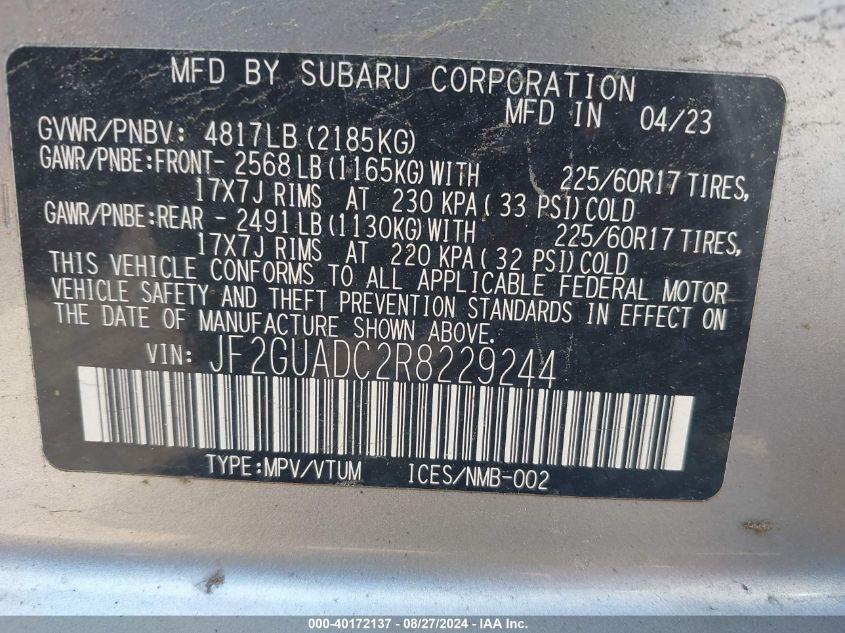 MFD BY SUBARU CORPORATION
MFD IN 04/23
GVWR/PNBV: 4817LB (2185KG)
GAWR/PNBE:FRONT- 2568 LB (1165KG) WITH 225/60R17 TIRES,
17X7J RIMS AT 230 KPA ( 33 PSI) COLD
GAWR/PNBE:REAR - 2491 LB (1130KG) WITH 225/60R17 TIRES,
17X7J RIMS AT 220 KPA ( 32 PSI) COLD
THIS VEHICLE CONFORMS TO ALL APPLICABLE FEDERAL MOTOR
VEHICLE SAFETY AND THEFT PREVENTION STANDARDS IN EFFECT ON
THE DATE OF MANUFACTURE SHOWN ABOVE.
VIN: JF2GUADC2R8229244
TYPE:MPV/VTUM ICES/NMB-002
000-40172137 - 08/27/2024 - IAAI.com.